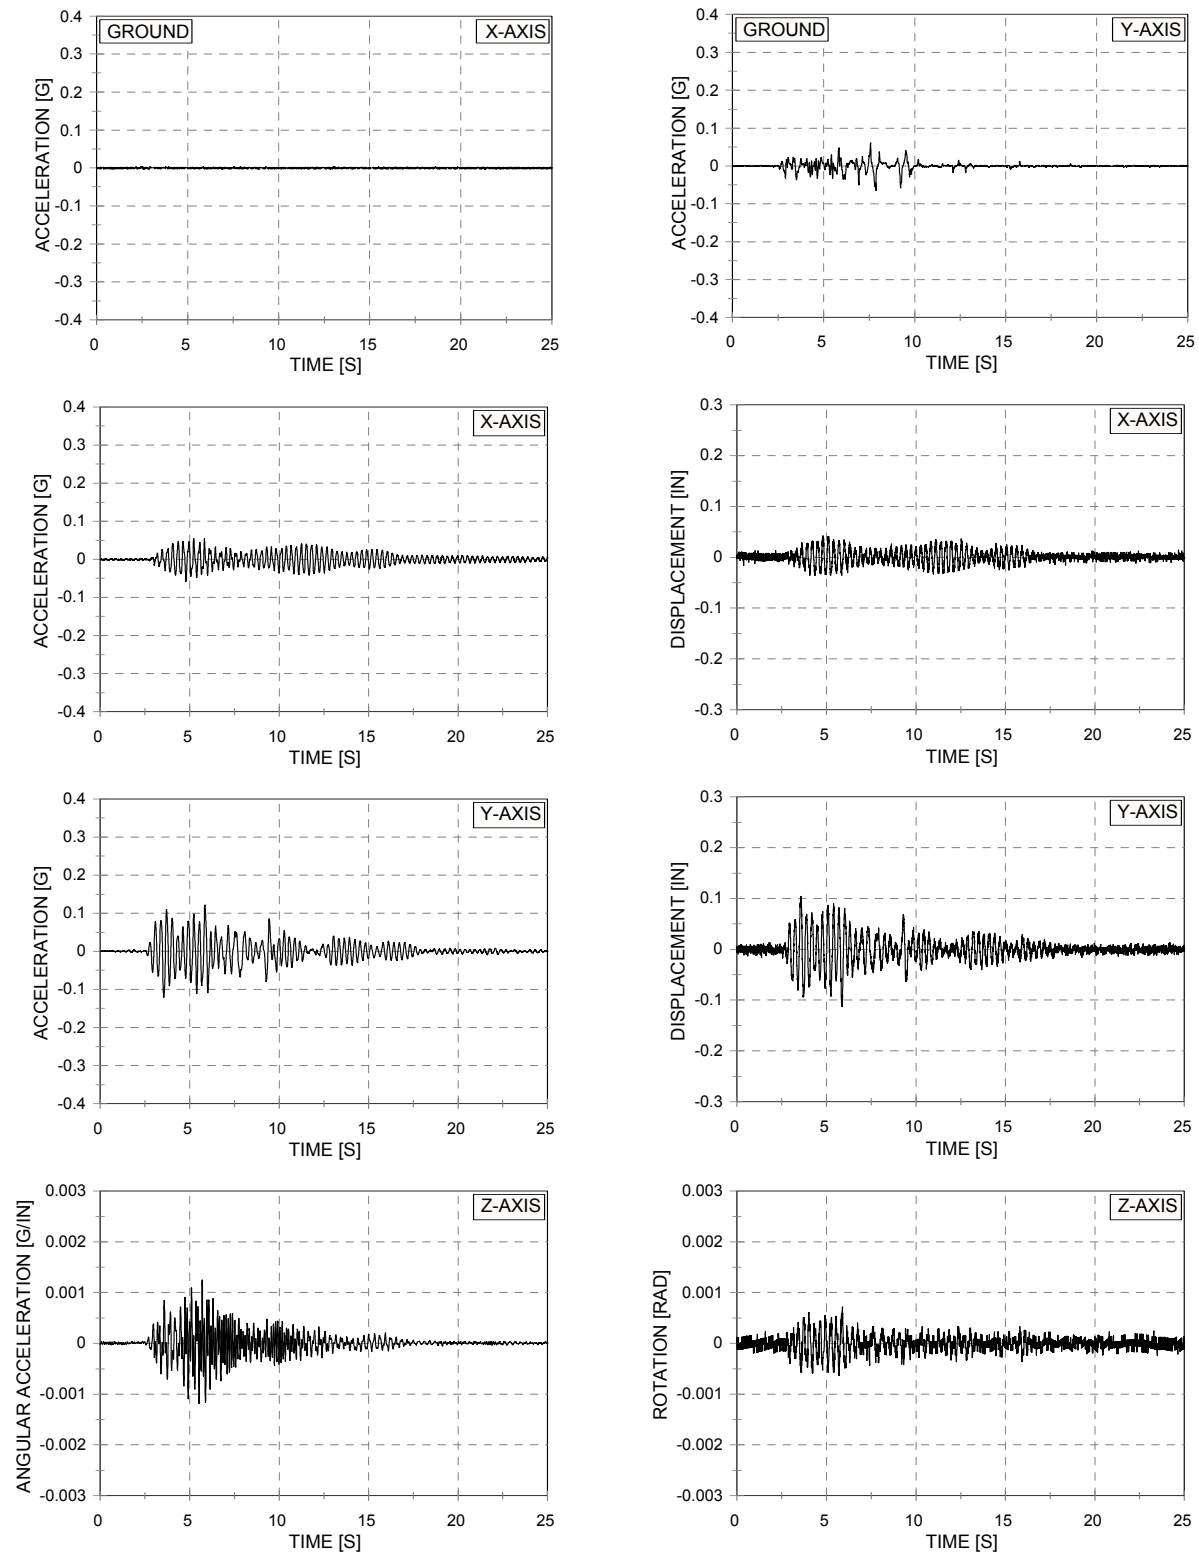 GROUND
X-AXIS
ACCELERATION [G]
0.4
0.3
0.2
0.1
0
-0.1
-0.2
-0.3
-0.4
0 5 10 15 20 25
TIME [S]
GROUND
Y-AXIS
ACCELERATION [G]
0.4
0.3
0.2
0.1
0
-0.1
-0.2
-0.3
-0.4
0 5 10 15 20 25
TIME [S]
X-AXIS
ACCELERATION [G]
0.4
0.3
0.2
0.1
0
-0.1
-0.2
-0.3
-0.4
0 5 10 15 20 25
TIME [S]
X-AXIS
DISPLACEMENT [IN]
0.3
0.2
0.1
0
-0.1
-0.2
-0.3
0 5 10 15 20 25
TIME [S]
Y-AXIS
ACCELERATION [G]
0.4
0.3
0.2
0.1
0
-0.1
-0.2
-0.3
-0.4
0 5 10 15 20 25
TIME [S]
Y-AXIS
DISPLACEMENT [IN]
0.3
0.2
0.1
0
-0.1
-0.2
-0.3
0 5 10 15 20 25
TIME [S]
Z-AXIS
ANGULAR ACCELERATION [G/IN]
0.003
0.002
0.001
0
-0.001
-0.002
-0.003
0 5 10 15 20 25
TIME [S]
Z-AXIS
ROTATION [RAD]
0.003
0.002
0.001
0
-0.001
-0.002
-0.003
0 5 10 15 20 25
TIME [S]